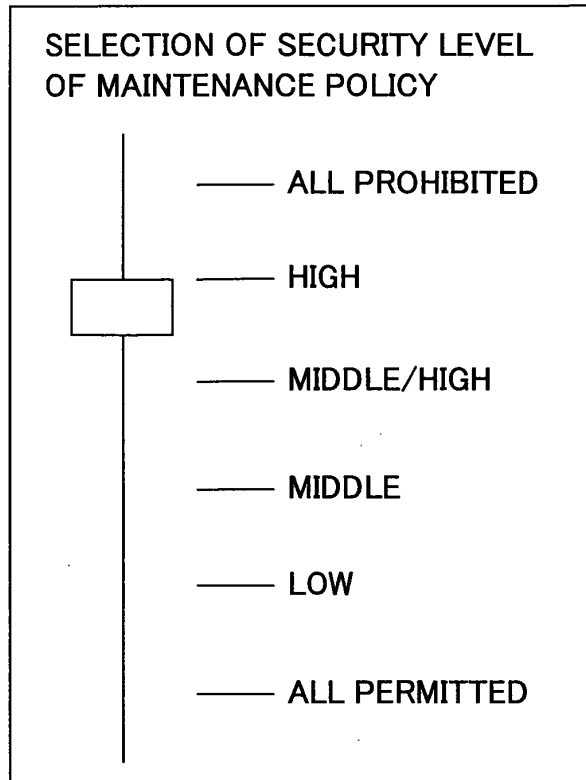 SELECTION OF SECURITY LEVEL
OF MAINTENANCE POLICY
ALL PROHIBITED
HIGH
MIDDLE/HIGH
MIDDLE
LOW
ALL PERMITTED